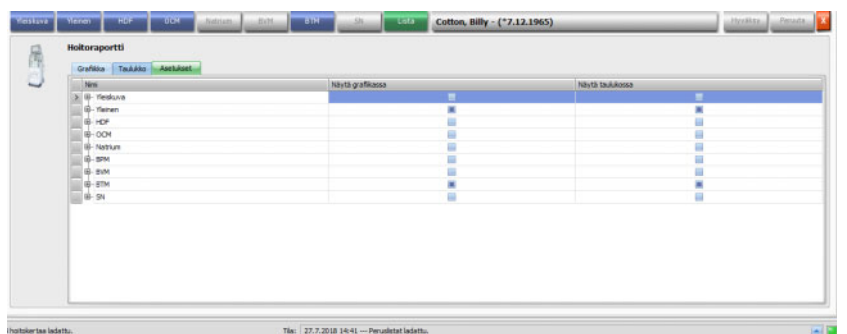 Yleiskuva Yleinen HDF OCM Natrium BVM BTM SN Lista Cotton, Billy - (*7.12.1965) Hyväksy Peruuta X
Hoitoraportti
Grafiikka Taulukko Asetukset
Nimi Näytä grafiikassa Näytä taulukossa
Yleiskuva
Yleinen
HDF
OCM
Natrium
BPM
BVM
BTM
SN
hoitokertaa ladattu. Tila: 27.7.2018 14:41 --- Peruslistat ladattu.